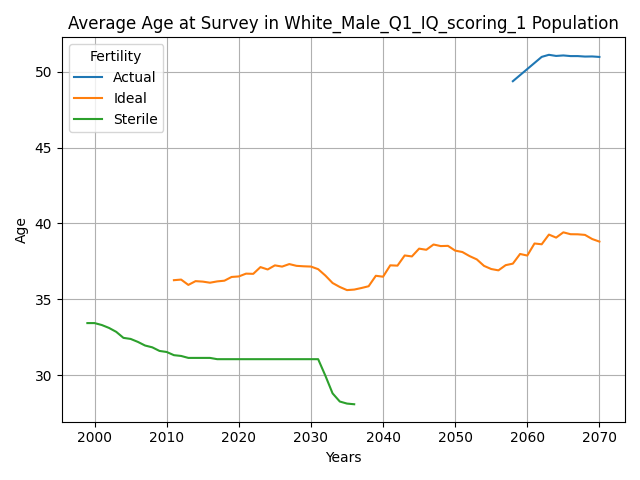 Average Age at Survey in White_Male_Q1_IQ_scoring_1 Population
Fertility
Actual
Ideal
Sterile
Age
50
45
40
35
30
2000 2010 2020 2030 2040 2050 2060 2070
Years